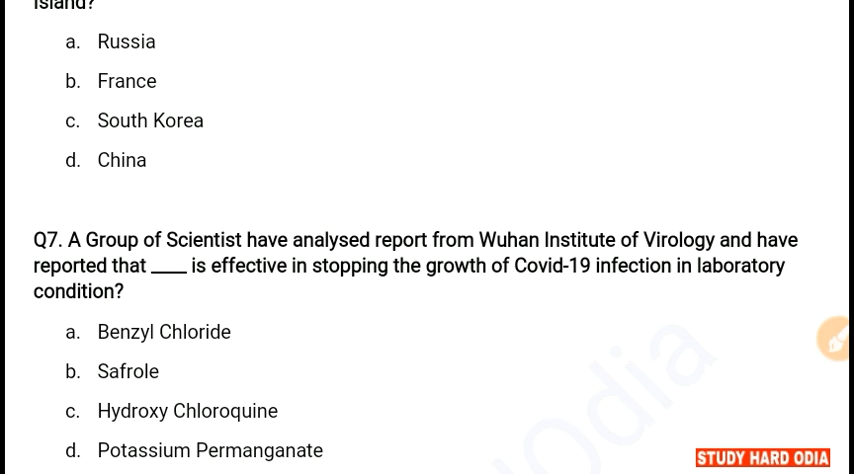 Island?
a. Russia
b. France
c. South Korea
d. China
Q7. A Group of Scientist have analysed report from Wuhan Institute of Virology and have
reported that ____ is effective in stopping the growth of Covid-19 infection in laboratory
condition?
a. Benzyl Chloride
b. Safrole
c. Hydroxy Chloroquine
d. Potassium Permanganate
Odia
STUDY HARD ODIA